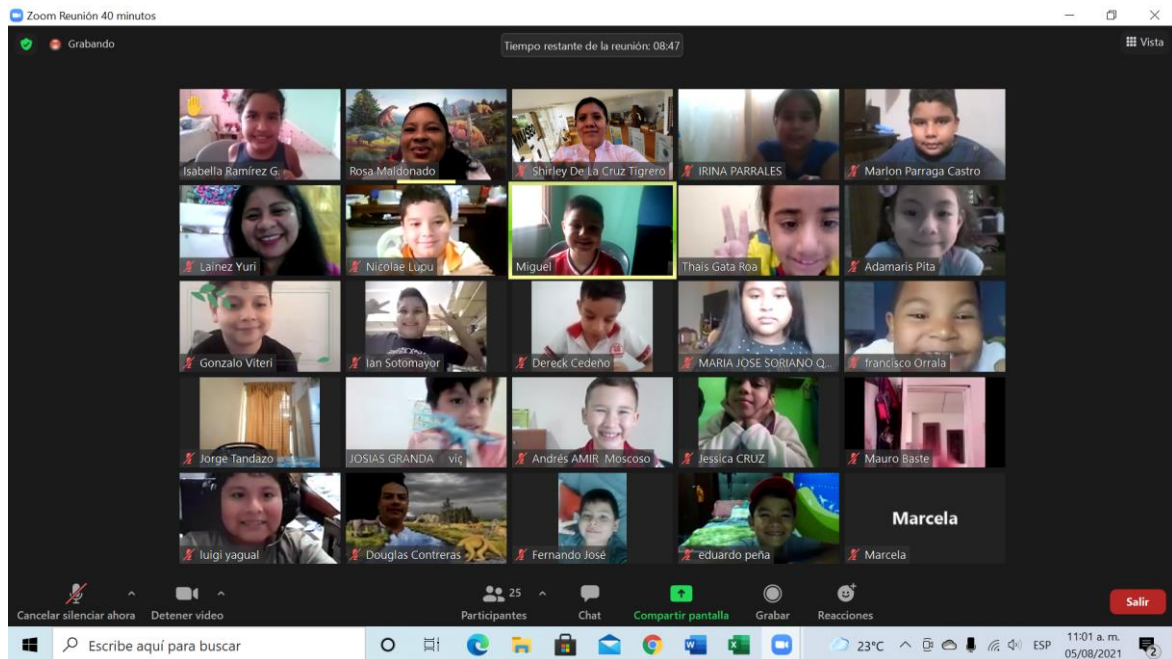 Zoom Reunión 40 minutos
Grabando
Tiempo restante de la reunión: 08:47
Vista
Isabella Ramírez G.
Rosa Maldonado
Shirley De La Cruz Tigrero
IRINA PARRALES
Marlon Parraga Castro
Lainez Yuri
Nicolae Lupu
Miguel
Thais Gata Roa
Adamaris Pita
Gonzalo Viteri
Ian Sotomayor
Dereck Cedeño
MARIA JOSE SORIANO Q...
francisco Orrala
Jorge Tandazo
JOSIAS GRANDA vic
Andrés AMIR Moscoso
Jessica CRUZ
Mauro Baste
luigi yagual
Douglas Contreras
Fernando José
eduardo peña
Marcela
Marcela
Cancelar silenciar ahora
Detener video
25
Participantes
Chat
Compartir pantalla
Grabar
Reacciones
Salir
Escribe aquí para buscar
23°C
ESP
11:01 a. m.
05/08/2021
2